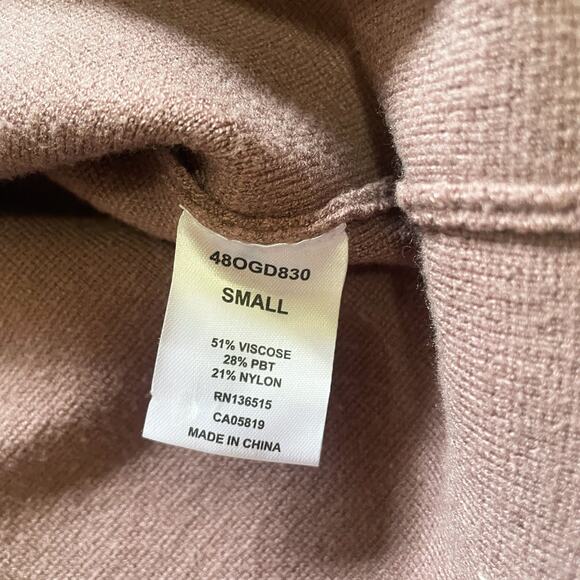 48OGD830
SMALL
51% VISCOSE
28% PBT
21% NYLON
RN136515
CA05819
MADE IN CHINA